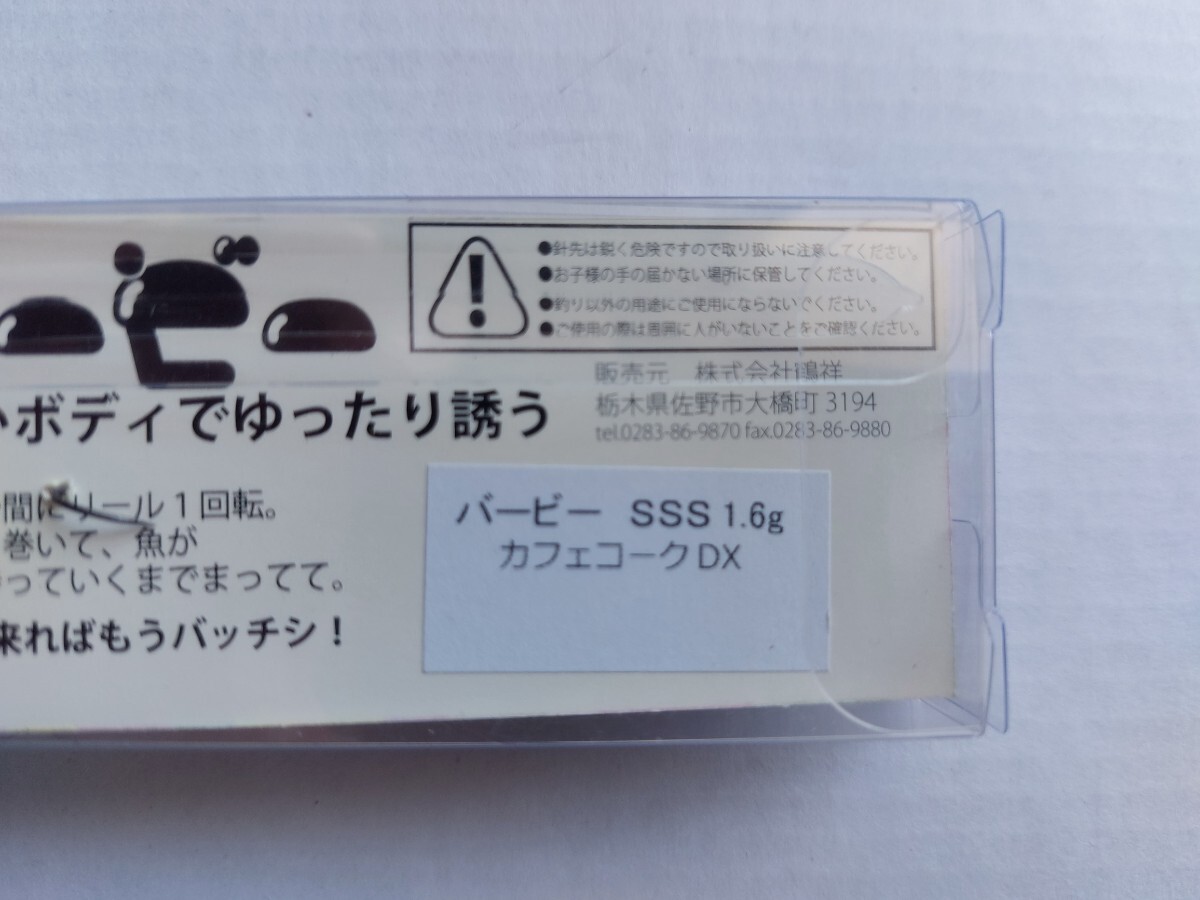 ーピー
●針先は鋭く危険ですので取り扱いに注意してください。
●お子様の手の届かない場所に保管してください。
●釣り以外の用途にご使用にならないでください。
●ご使用の際は周囲に人がいないことをご確認ください。
販売元　株式会社鶴祥
栃木県佐野市大橋町 3194
tel.0283-86-9870 fax.0283-86-9880
いボディでゆったり誘う
間にリール 1 回転。
巻いて、魚が
っていくまでまってて。
来ればもうバッチシ！
バービー　SSS 1.6g
カフェコーク DX